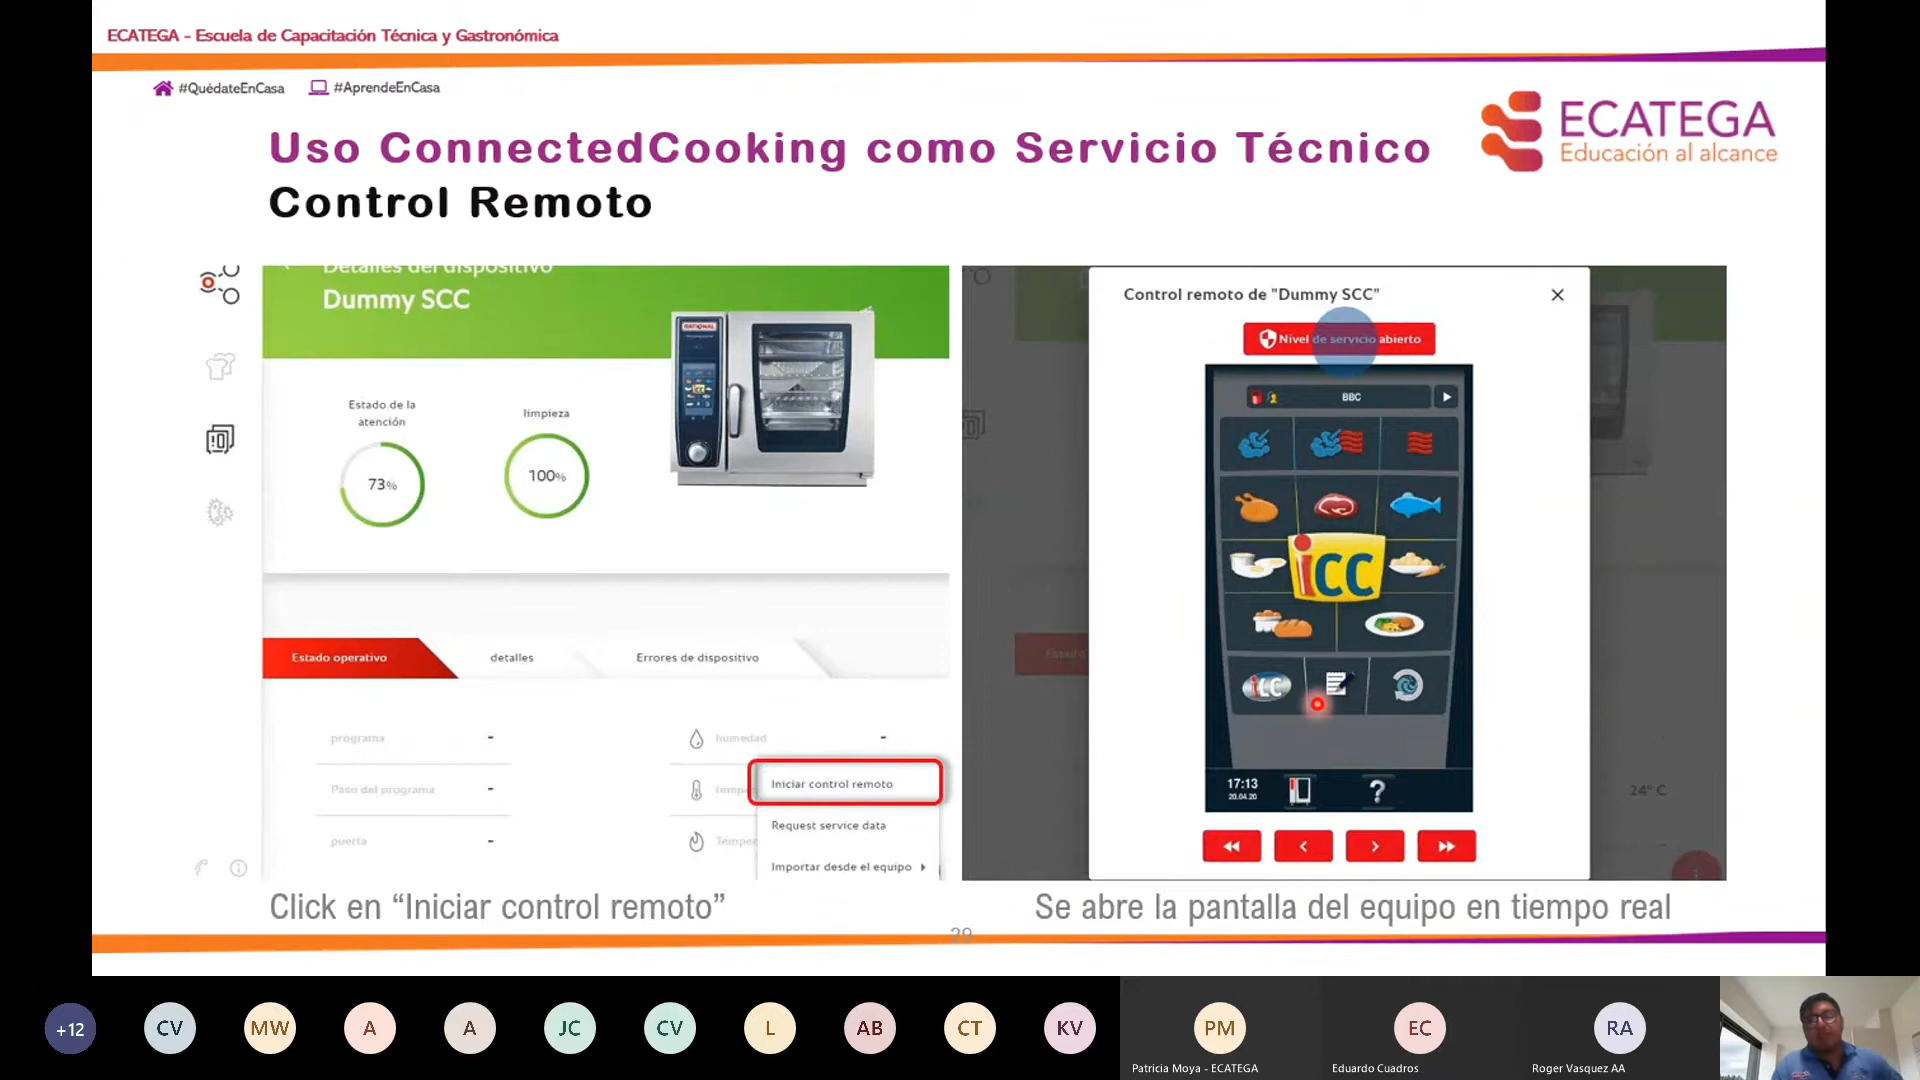 ECATEGA - Escuela de Capacitación Técnica y Gastronómica
#QuédateEnCasa #AprendeEnCasa
ECATEGA
Educación al alcance
Uso ConnectedCooking como Servicio Técnico
Control Remoto
Detalles del dispositivo
Dummy SCC
RATIONAL
Estado de la
atención
73%
limpieza
100%
Estado operativo
detalles
Errores de dispositivo
programa -
humedad -
Paso del programa -
puerta -
Iniciar control remoto
Request service data
Importar desde el equipo
Control remoto de "Dummy SCC"
Nivel de servicio abierto
BBC
iCC
iLC
17:13
20.04.20
?
24° C
Click en “Iniciar control remoto”
Se abre la pantalla del equipo en tiempo real
29
+12
CV
MW
A
A
JC
CV
L
AB
CT
KV
PM
Patricia Moya - ECATEGA
EC
Eduardo Cuadros
RA
Roger Vasquez AA